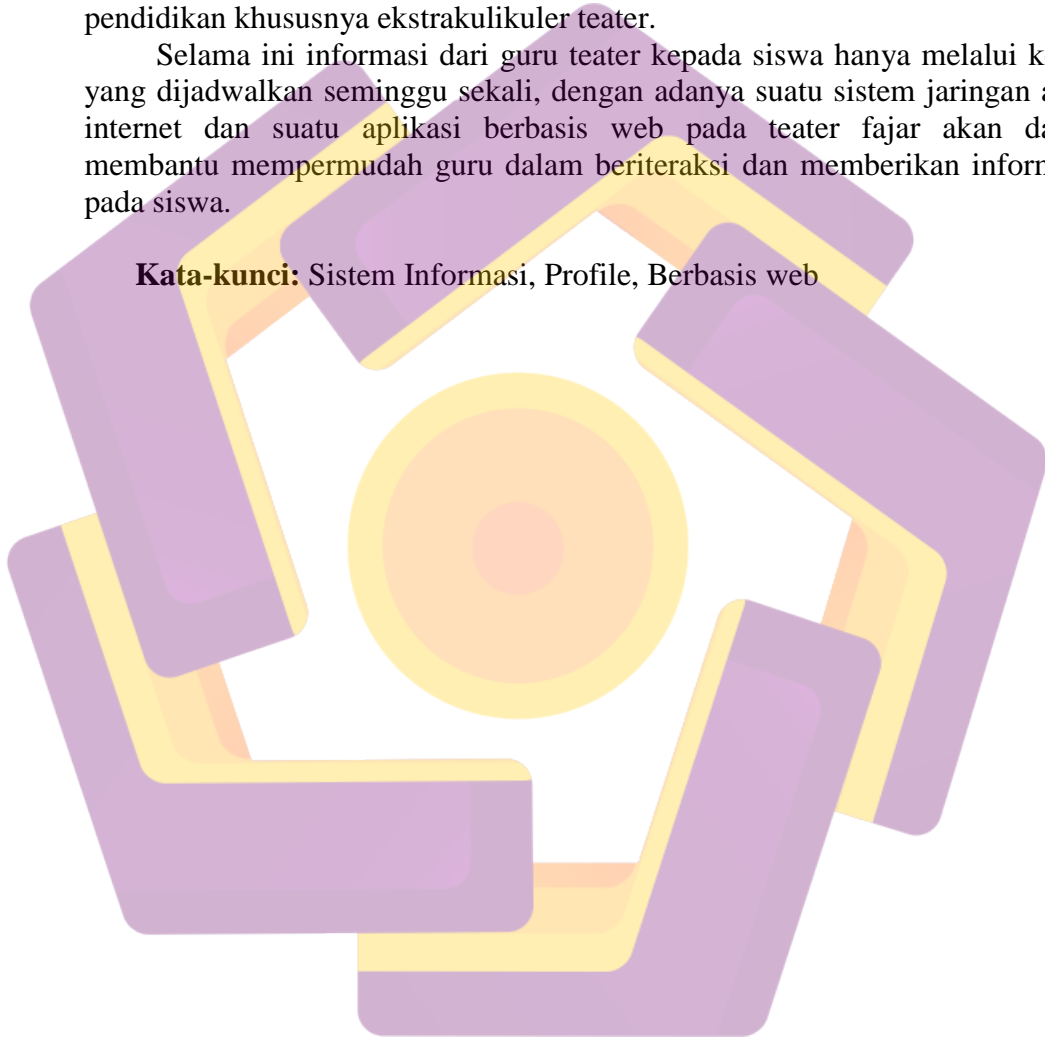 pendidikan khususnya ekstrakulikuler teater.
Selama ini informasi dari guru teater kepada siswa hanya melalui
yang dijadwalkan seminggu sekali, dengan adanya suatu sistem jaringan
internet dan suatu aplikasi berbasis web pada teater fajar akan
membantu mempermudah guru dalam beriteraksi dan memberikan
pada siswa.
Kata-kunci: Sistem Informasi, Profile, Berbasis web